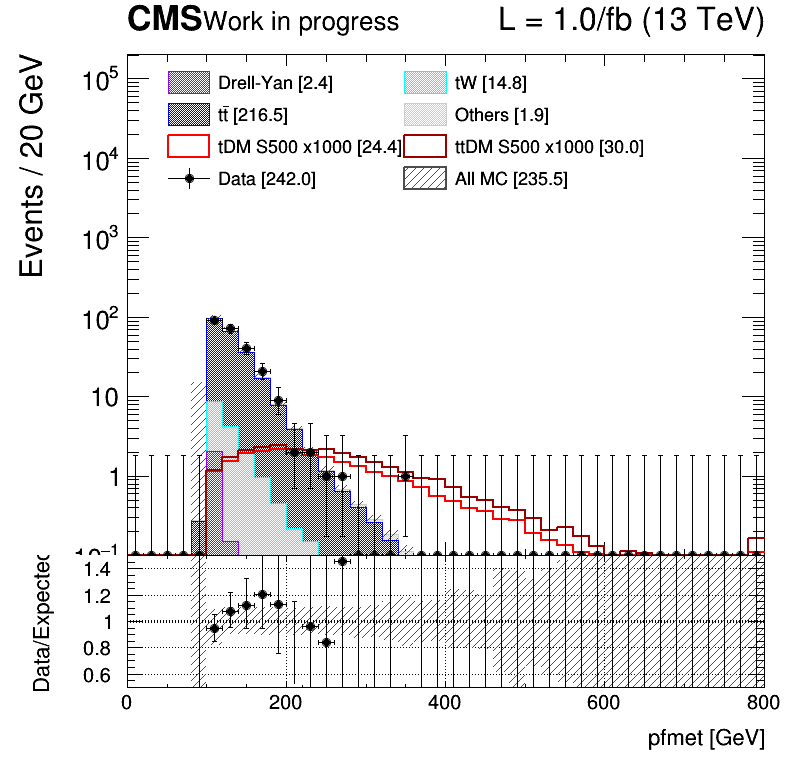 CMS Work in progress L = 1.0/fb (13 TeV)
Events / 20 GeV
10⁵
10⁴
10³
10²
10
1
10⁻¹
Drell-Yan [2.4]
tW [14.8]
tt̄ [216.5]
Others [1.9]
tDM S500 x1000 [24.4]
ttDM S500 x1000 [30.0]
Data [242.0]
All MC [235.5]
Data/Expected
1.4
1.2
1
0.8
0.6
0 200 400 600 800
pfmet [GeV]